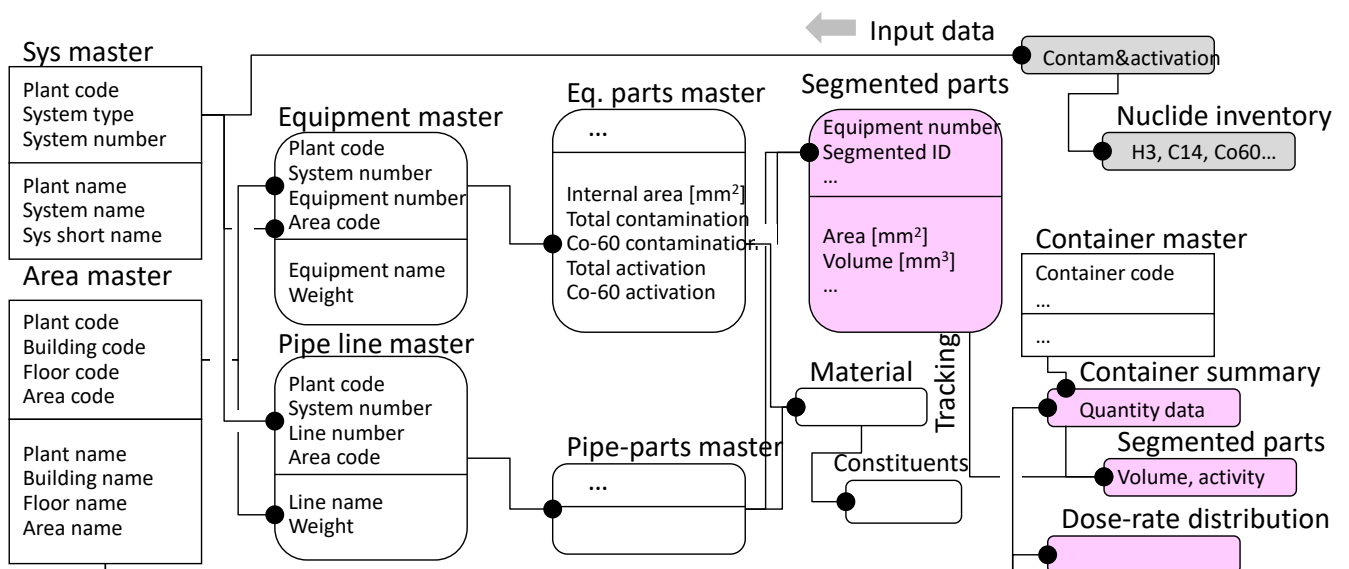 Input data
Sys master
Plant code
System type
System number
Plant name
System name
Sys short name
Area master
Plant code
Building code
Floor code
Area code
Plant name
Building name
Floor name
Area name
Equipment master
Plant code
System number
Equipment number
Area code
Equipment name
Weight
Pipe line master
Plant code
System number
Line number
Area code
Line name
Weight
Eq. parts master
...
Internal area [mm²]
Total contamination
Co-60 contamination
Total activation
Co-60 activation
Pipe-parts master
...
Segmented parts
Equipment number
Segmented ID
...
Area [mm²]
Volume [mm³]
...
Tracking
Material
Constituents
Contam&activation
Nuclide inventory
H3, C14, Co60...
Container master
Container code
...
...
Container summary
Quantity data
Segmented parts
Volume, activity
Dose-rate distribution